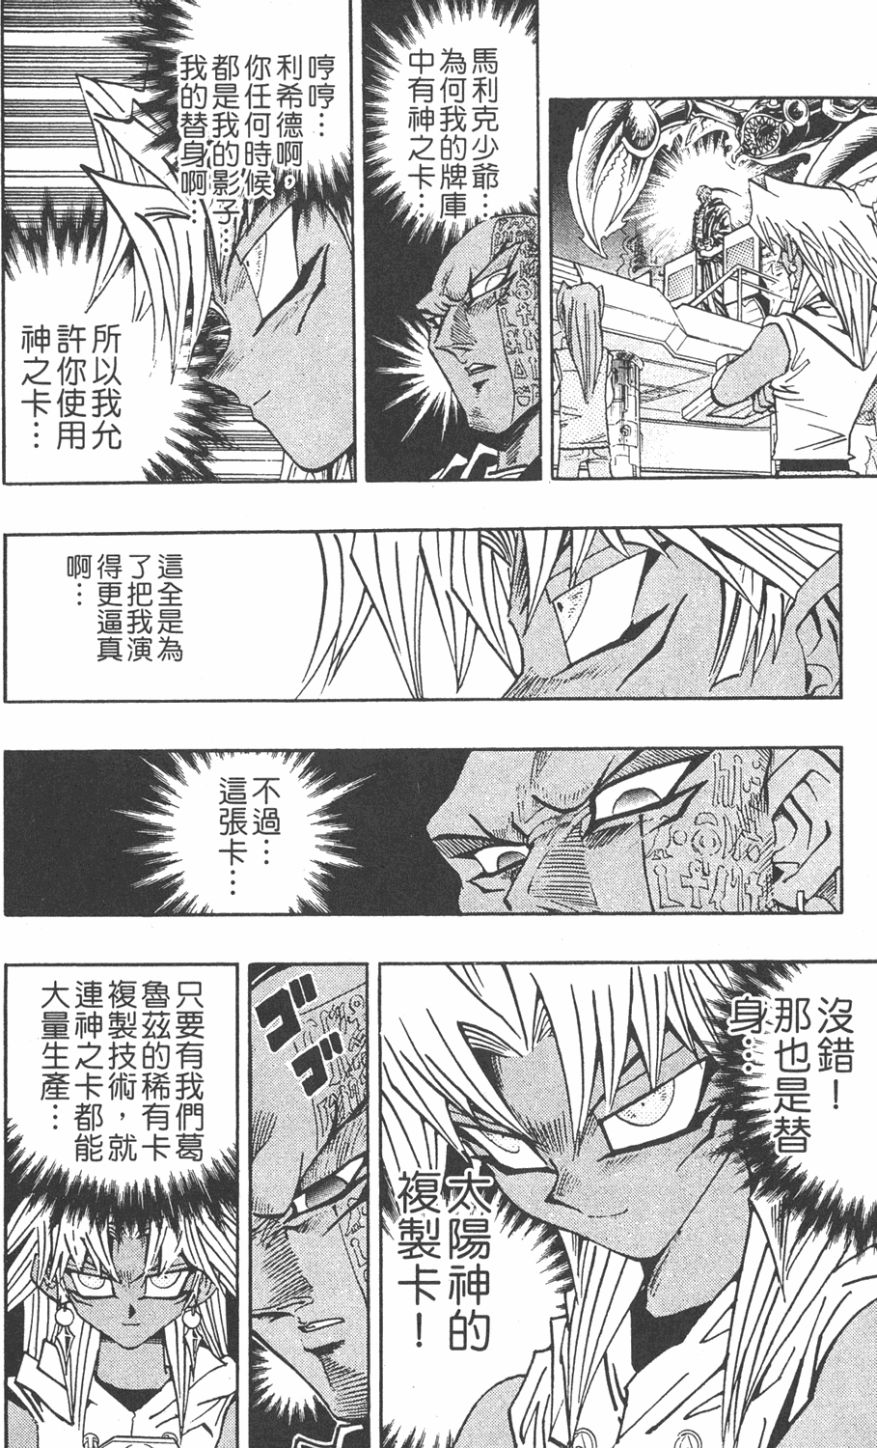 馬利克少爺…
為何我的牌庫
中有神之卡…
哼哼…
利希德啊，
你任何時候
都是我的影子…
我的替身啊…
所以我允
許你使用
神之卡…
這全是為
了把我演
得更逼真
啊…
不過…
這張卡…
沒錯！
那也是替
身…
太陽神的
複製卡！
ゴゴ
只要有我們葛
魯茲的稀有卡
複製技術，就
連神之卡都能
大量生產…